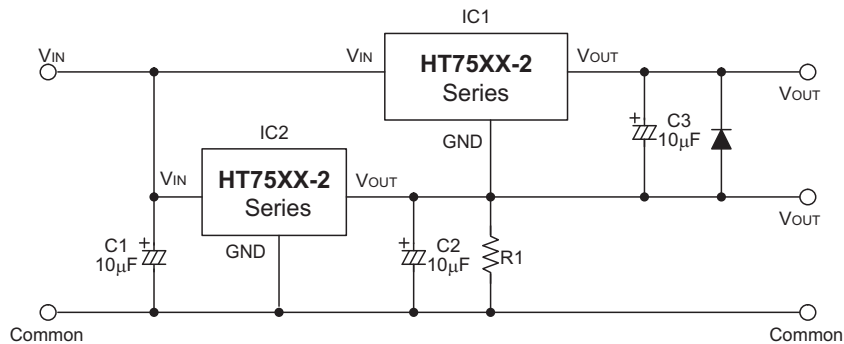 IC1
VIN
VIN
HT75XX-2
Series
VOUT
VOUT
GND
C3
10μF
IC2
VIN
HT75XX-2
Series
VOUT
VOUT
GND
C1
10μF
C2
10μF
R1
Common
Common